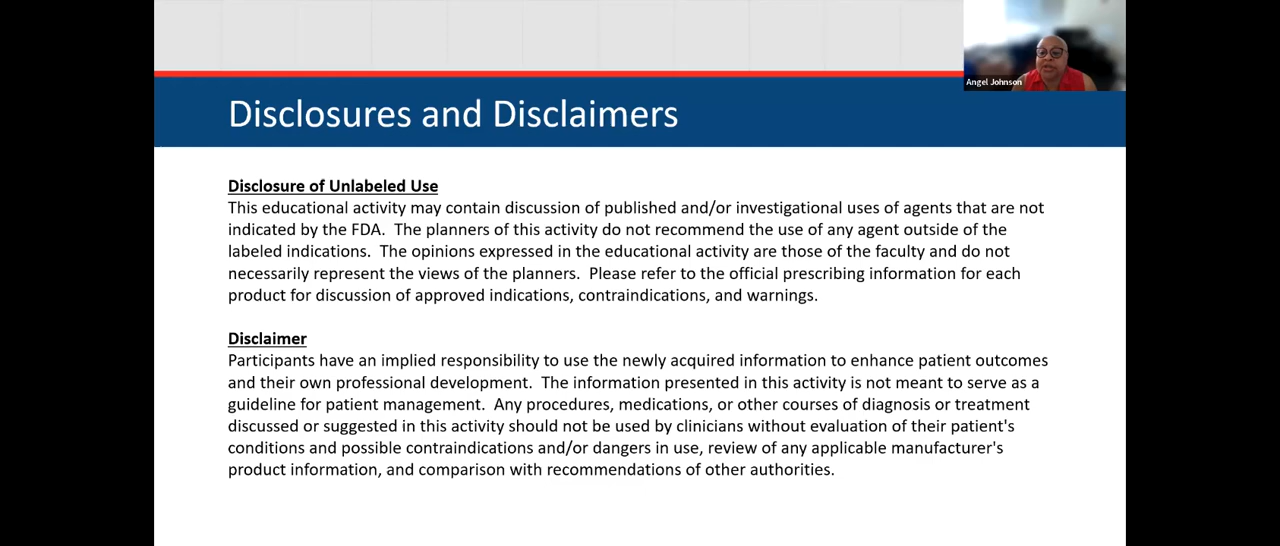 Angel Johnson
Disclosures and Disclaimers
Disclosure of Unlabeled Use
This educational activity may contain discussion of published and/or investigational uses of agents that are not
indicated by the FDA.  The planners of this activity do not recommend the use of any agent outside of the
labeled indications.  The opinions expressed in the educational activity are those of the faculty and do not
necessarily represent the views of the planners.  Please refer to the official prescribing information for each
product for discussion of approved indications, contraindications, and warnings.
Disclaimer
Participants have an implied responsibility to use the newly acquired information to enhance patient outcomes
and their own professional development.  The information presented in this activity is not meant to serve as a
guideline for patient management.  Any procedures, medications, or other courses of diagnosis or treatment
discussed or suggested in this activity should not be used by clinicians without evaluation of their patient's
conditions and possible contraindications and/or dangers in use, review of any applicable manufacturer's
product information, and comparison with recommendations of other authorities.